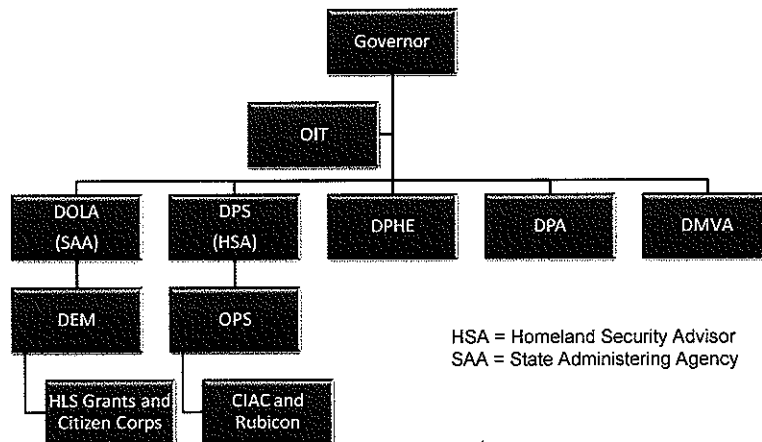 Governor
OIT
DOLA
(SAA)
DPS
(HSA)
DPHE
DPA
DMVA
DEM
OPS
HSA = Homeland Security Advisor
SAA = State Administering Agency
HLS Grants and
Citizen Corps
CIAC and
Rubicon